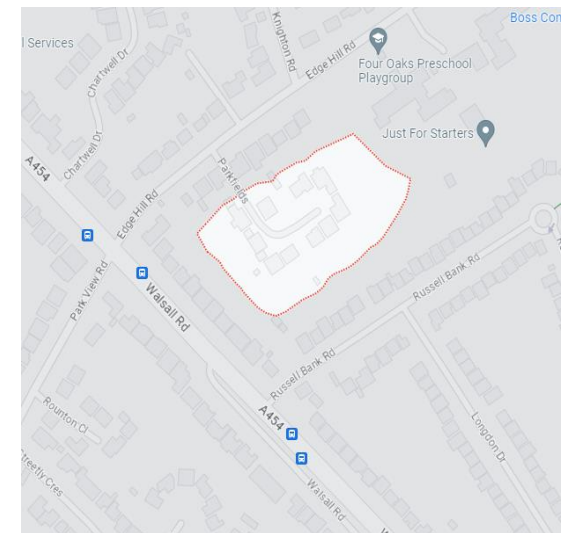 Boss Con
l Services
Knighton Rd
Edge Hill Rd
Four Oaks Preschool
Playgroup
Chartwell Dr
Just For Starters
Chartwell Dr
A454
Parkfields
Edge Hill Rd
Park View Rd
Walsall Rd
Russell Bank Rd
Russell Bank Rd
Rounton Cl
A454
Longdon Dr
Streetly Cres
Walsall Rd
W